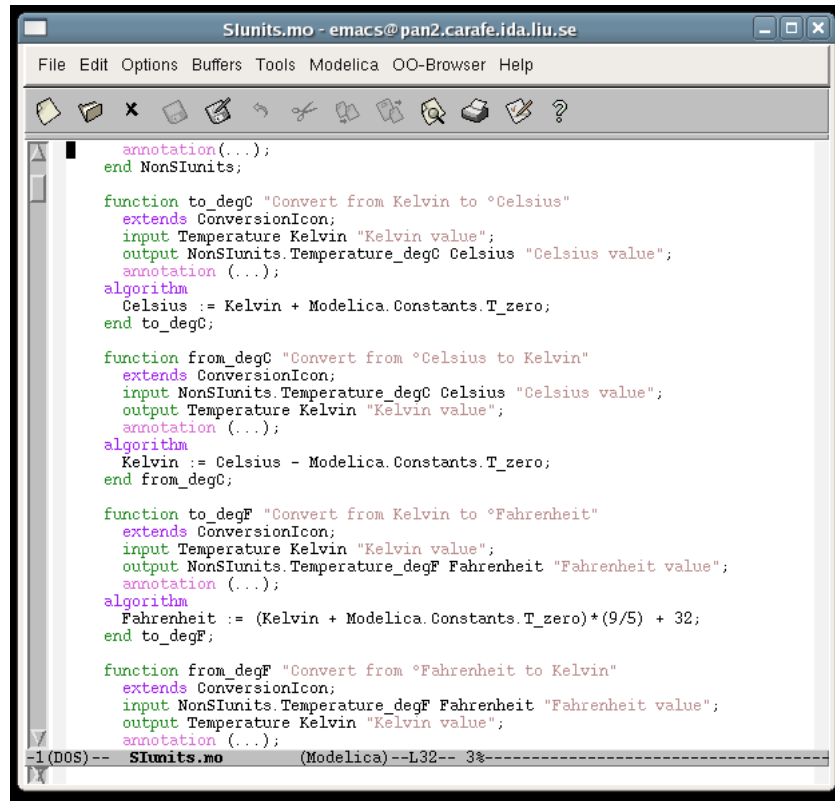 SIunits.mo - emacs@pan2.carafe.ida.liu.se
File Edit Options Buffers Tools Modelica OO-Browser Help
annotation(...);
end NonSIunits;
function to_degC "Convert from Kelvin to °Celsius"
extends ConversionIcon;
input Temperature Kelvin "Kelvin value";
output NonSIunits.Temperature_degC Celsius "Celsius value";
annotation (...);
algorithm
Celsius := Kelvin + Modelica.Constants.T_zero;
end to_degC;
function from_degC "Convert from °Celsius to Kelvin"
extends ConversionIcon;
input NonSIunits.Temperature_degC Celsius "Celsius value";
output Temperature Kelvin "Kelvin value";
annotation (...);
algorithm
Kelvin := Celsius - Modelica.Constants.T_zero;
end from_degC;
function to_degF "Convert from Kelvin to °Fahrenheit"
extends ConversionIcon;
input Temperature Kelvin "Kelvin value";
output NonSIunits.Temperature_degF Fahrenheit "Fahrenheit value";
annotation (...);
algorithm
Fahrenheit := (Kelvin + Modelica.Constants.T_zero)*(9/5) + 32;
end to_degF;
function from_degF "Convert from °Fahrenheit to Kelvin"
extends ConversionIcon;
input NonSIunits.Temperature_degF Fahrenheit "Fahrenheit value";
output Temperature Kelvin "Kelvin value";
annotation (...);
-1(DOS)-- SIunits.mo (Modelica)--L32-- 3%--------------------------------------